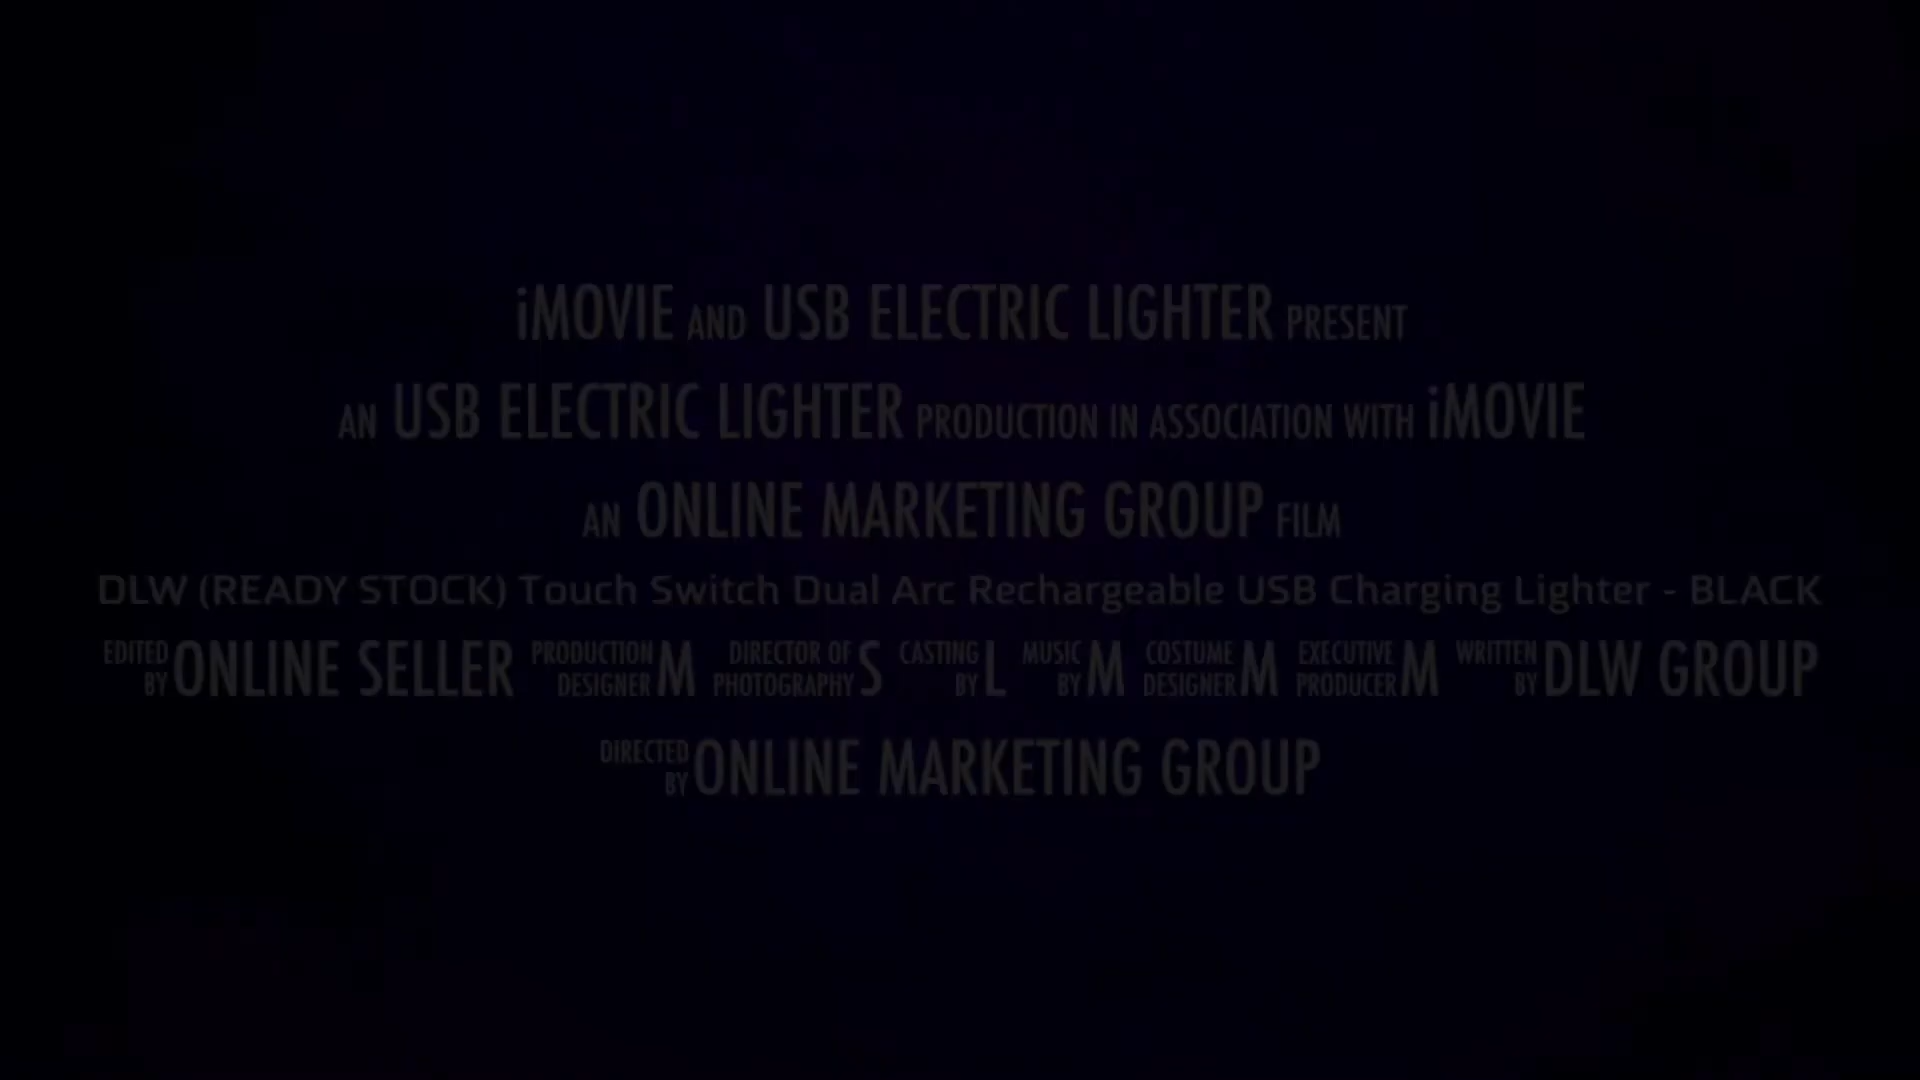 iMOVIE AND USB ELECTRIC LIGHTER PRESENT
AN USB ELECTRIC LIGHTER PRODUCTION IN ASSOCIATION WITH iMOVIE
AN ONLINE MARKETING GROUP FILM
DLW (READY STOCK) Touch Switch Dual Arc Rechargeable USB Charging Lighter - BLACK
EDITED BY ONLINE SELLER PRODUCTION DESIGNER M DIRECTOR OF PHOTOGRAPHY S CASTING BY L MUSIC BY M COSTUME DESIGNER M EXECUTIVE PRODUCER M WRITTEN BY DLW GROUP
DIRECTED BY ONLINE MARKETING GROUP